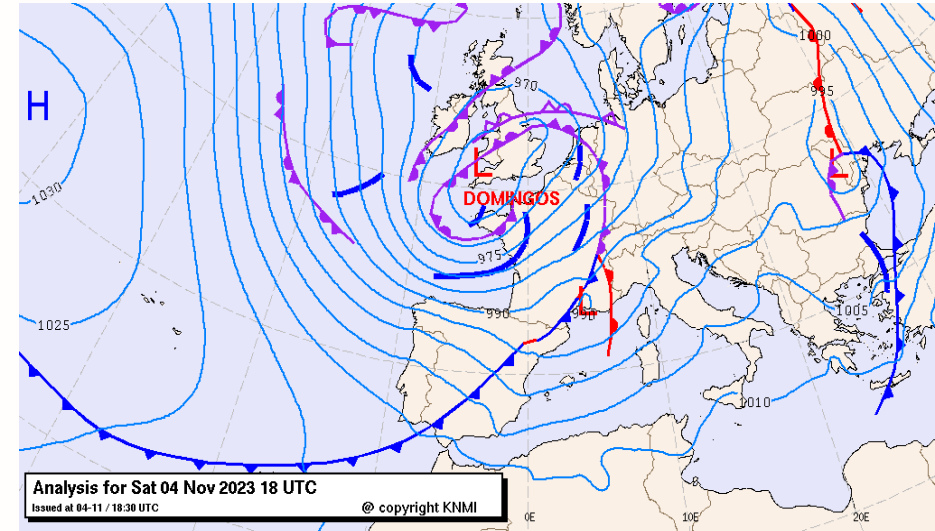 1000
970
995
H
L
L
1030
DOMINGOS
975
L
1025
990
995
1005
1010
Analysis for Sat 04 Nov 2023 18 UTC
Issued at 04-11 / 18:30 UTC
@ copyright KNMI
0E
10E
20E